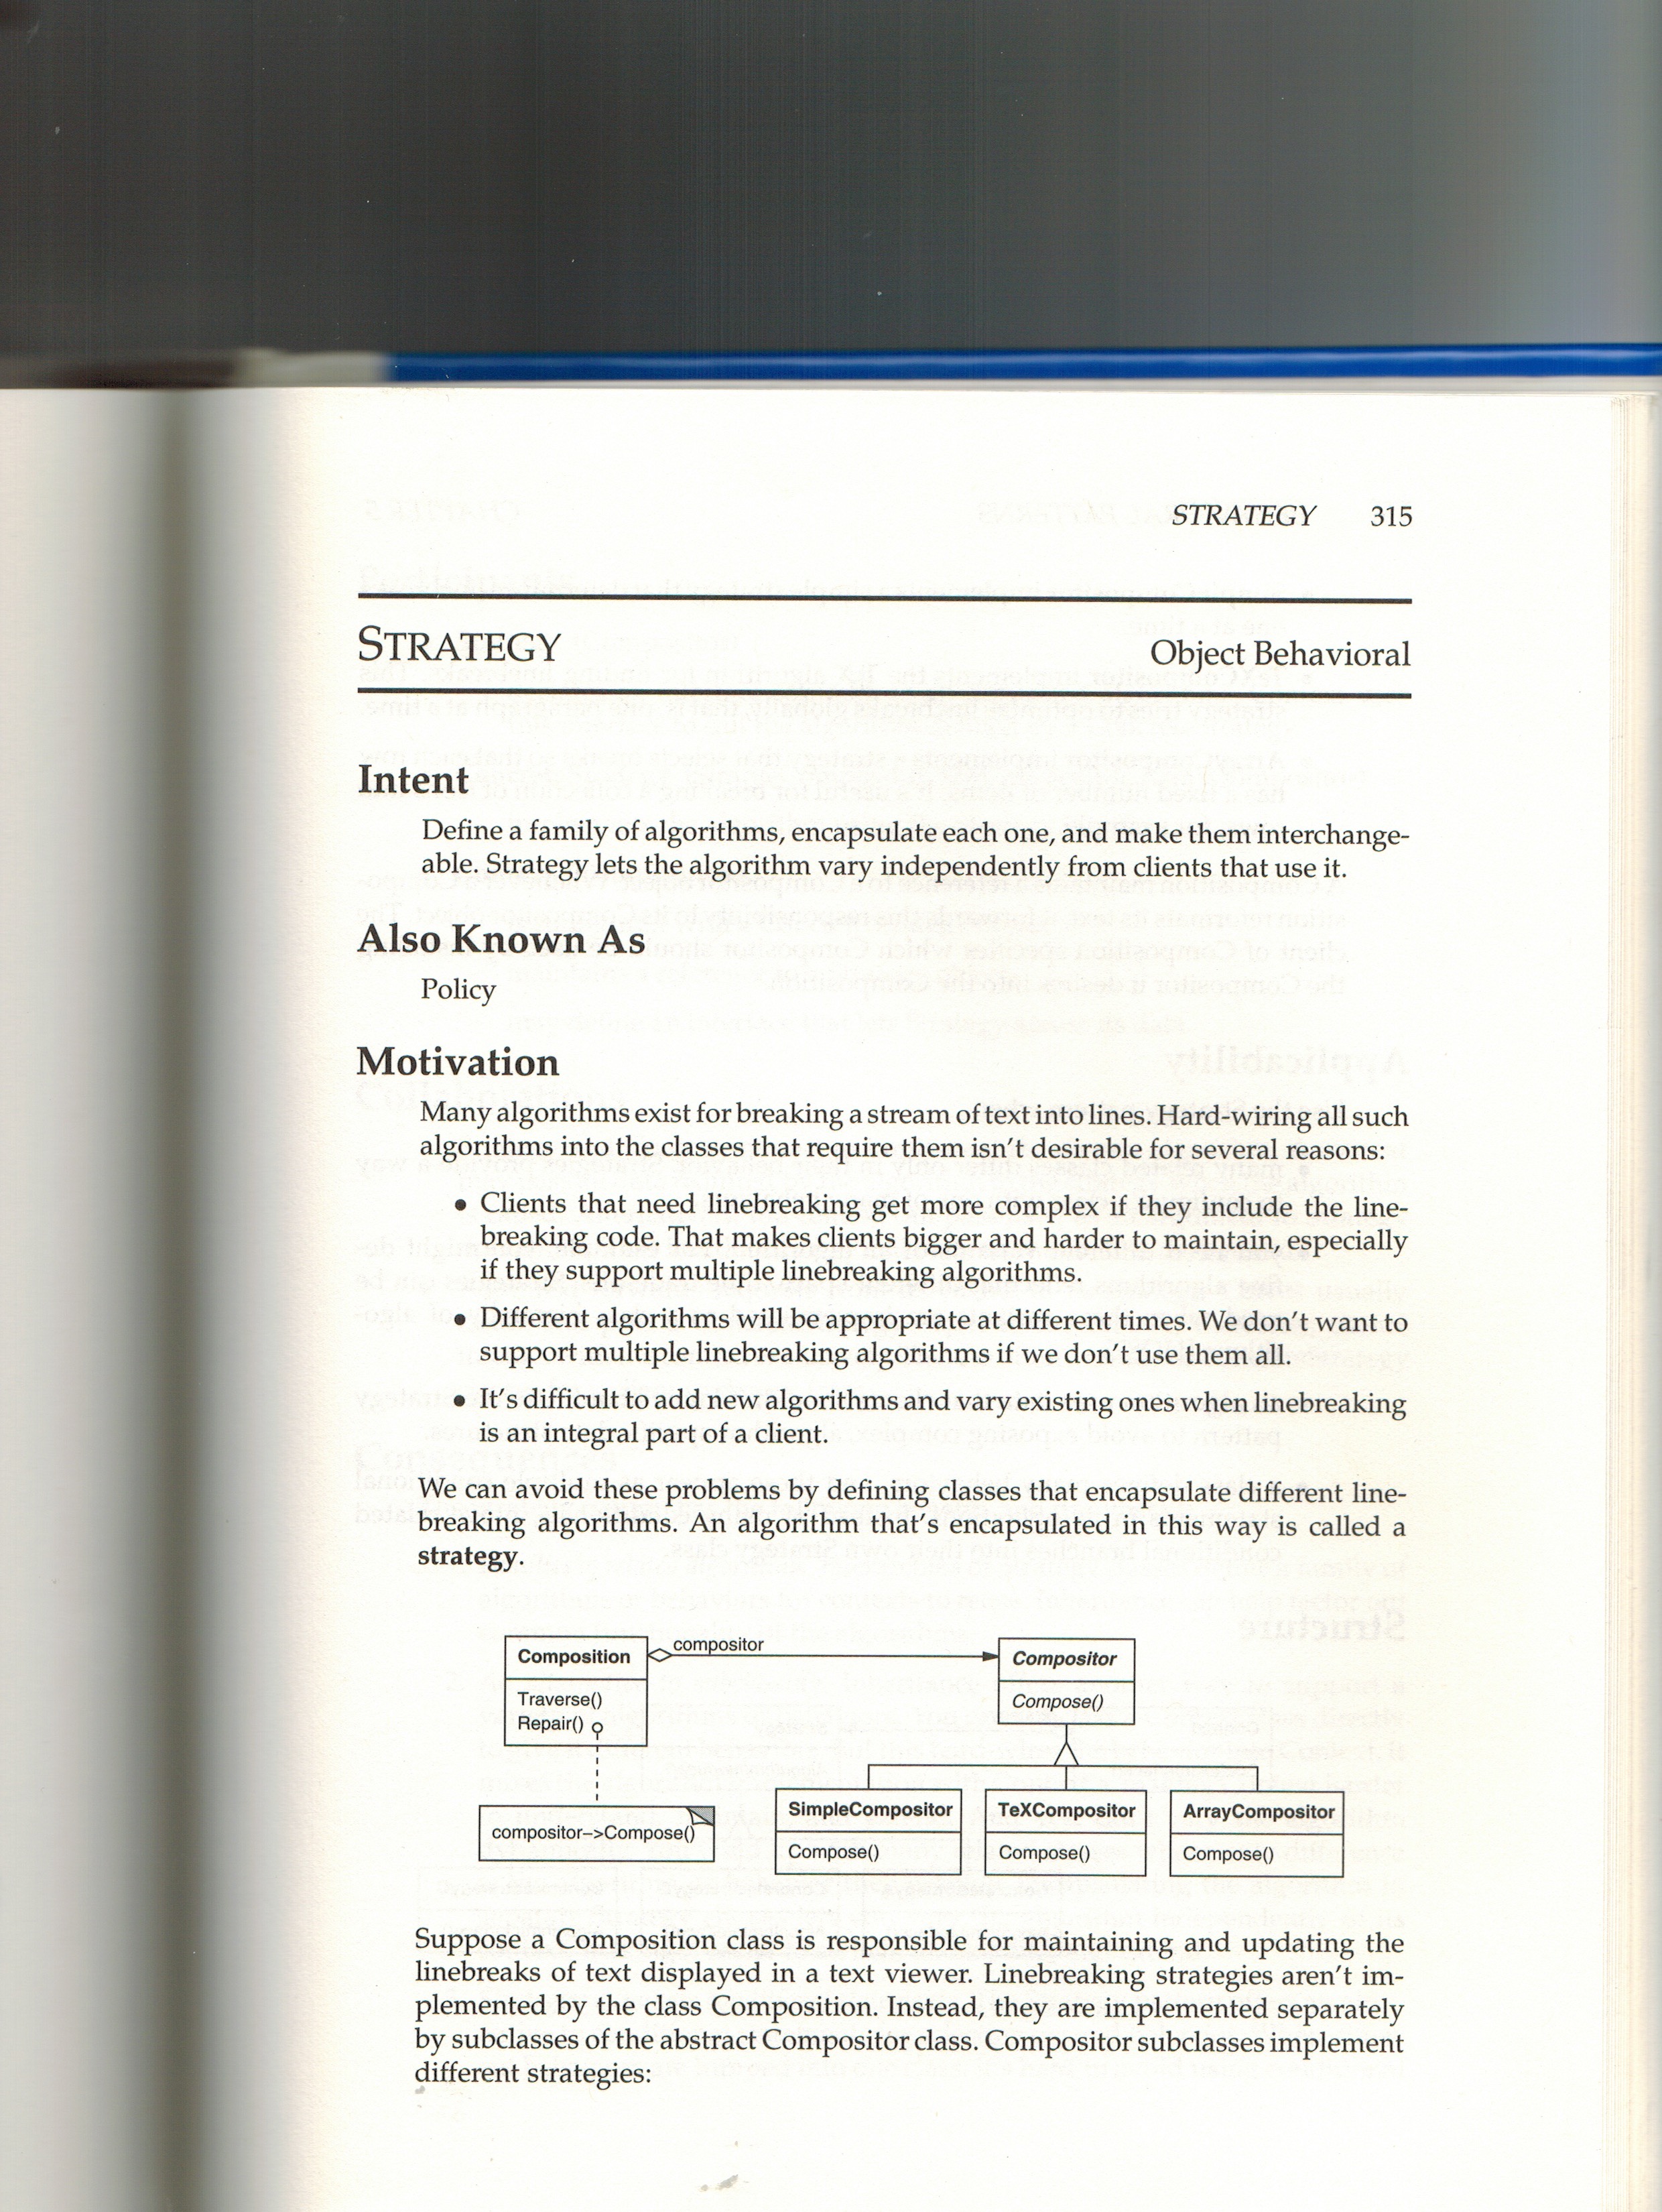 STRATEGY 315
STRATEGY Object Behavioral
Intent
Define a family of algorithms, encapsulate each one, and make them interchange-
able. Strategy lets the algorithm vary independently from clients that use it.
Also Known As
Policy
Motivation
Many algorithms exist for breaking a stream of text into lines. Hard-wiring all such
algorithms into the classes that require them isn't desirable for several reasons:
• Clients that need linebreaking get more complex if they include the line-
breaking code. That makes clients bigger and harder to maintain, especially
if they support multiple linebreaking algorithms.
• Different algorithms will be appropriate at different times. We don't want to
support multiple linebreaking algorithms if we don't use them all.
• It's difficult to add new algorithms and vary existing ones when linebreaking
is an integral part of a client.
We can avoid these problems by defining classes that encapsulate different line-
breaking algorithms. An algorithm that's encapsulated in this way is called a
strategy.
compositor
Composition
Traverse()
Repair()
compositor–>Compose()
Compositor
Compose()
SimpleCompositor
Compose()
TeXCompositor
Compose()
ArrayCompositor
Compose()
Suppose a Composition class is responsible for maintaining and updating the
linebreaks of text displayed in a text viewer. Linebreaking strategies aren't im-
plemented by the class Composition. Instead, they are implemented separately
by subclasses of the abstract Compositor class. Compositor subclasses implement
different strategies: